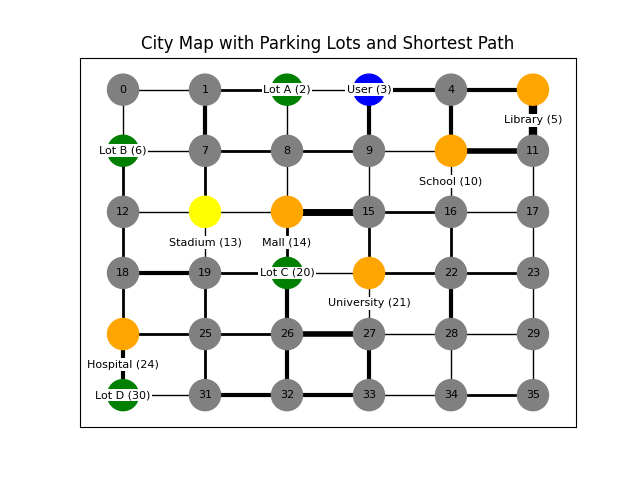 City Map with Parking Lots and Shortest Path
0 1 Lot A (2) User (3) 4
Library (5)
Lot B (6) 7 8 9 11
School (10)
12 15 16 17
Stadium (13) Mall (14)
18 19 Lot C (20) 22 23
University (21)
25 26 27 28 29
Hospital (24)
Lot D (30) 31 32 33 34 35